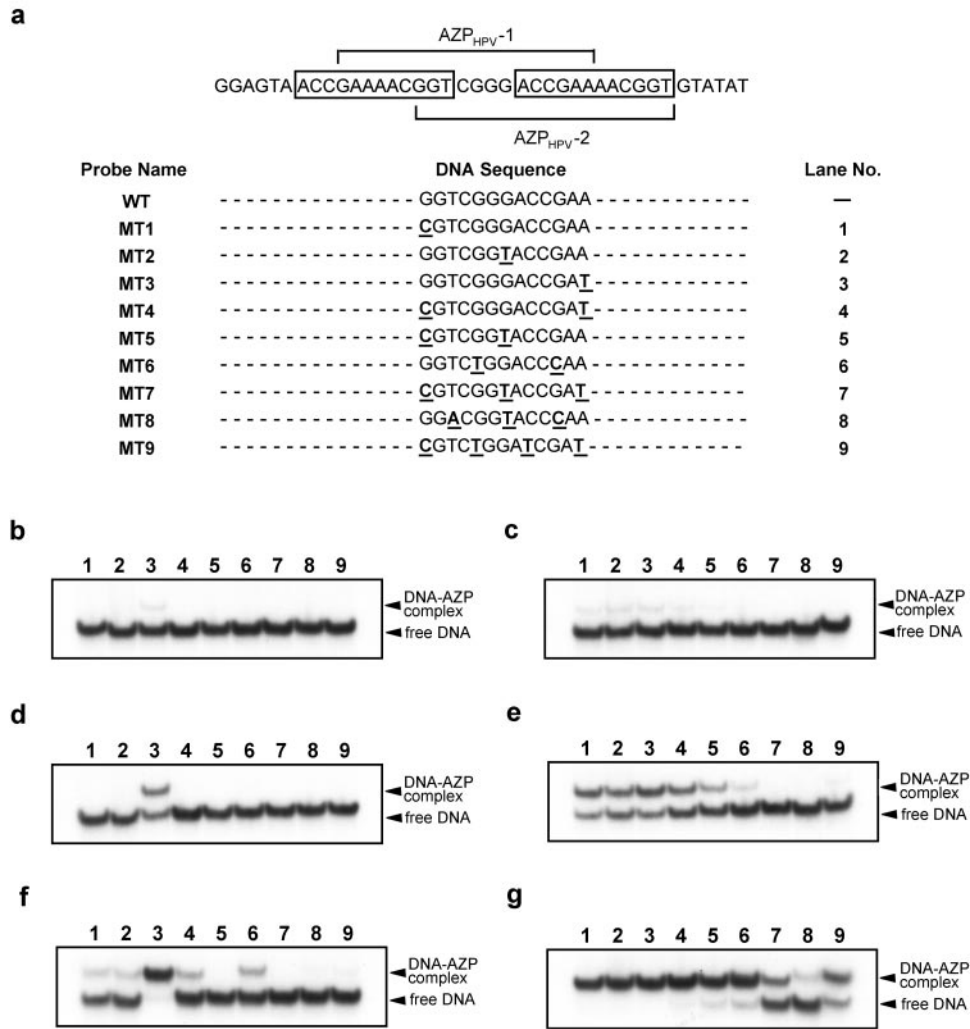 a
AZP HPV-1
GGAGTA ACCGAAAACGGT CGGG ACCGAAAACGGT GTATAT
AZP HPV-2
Probe Name DNA Sequence Lane No.
WT - - - - - - - - - - - - - - - GGTCGGGACCGAA - - - - - - - - - - - —
MT1 - - - - - - - - - - - - - - - CGTCGGGACCGAA - - - - - - - - - - - 1
MT2 - - - - - - - - - - - - - - - GGTCGGTACCGAA - - - - - - - - - - - 2
MT3 - - - - - - - - - - - - - - - GGTCGGGACCGAT - - - - - - - - - - - 3
MT4 - - - - - - - - - - - - - - - CGTCGGGACCGAT - - - - - - - - - - - 4
MT5 - - - - - - - - - - - - - - - CGTCGGTACCGAA - - - - - - - - - - - 5
MT6 - - - - - - - - - - - - - - - GGTCTGGACCCAA - - - - - - - - - - - 6
MT7 - - - - - - - - - - - - - - - CGTCGGTACCGAT - - - - - - - - - - - 7
MT8 - - - - - - - - - - - - - - - GGACGGTACCCAA - - - - - - - - - - - 8
MT9 - - - - - - - - - - - - - - - CGTCTGGATCGAT - - - - - - - - - - - 9
b
1 2 3 4 5 6 7 8 9
DNA-AZP
complex
free DNA
c
1 2 3 4 5 6 7 8 9
DNA-AZP
complex
free DNA
d
1 2 3 4 5 6 7 8 9
DNA-AZP
complex
free DNA
e
1 2 3 4 5 6 7 8 9
DNA-AZP
complex
free DNA
f
1 2 3 4 5 6 7 8 9
DNA-AZP
complex
free DNA
g
1 2 3 4 5 6 7 8 9
DNA-AZP
complex
free DNA